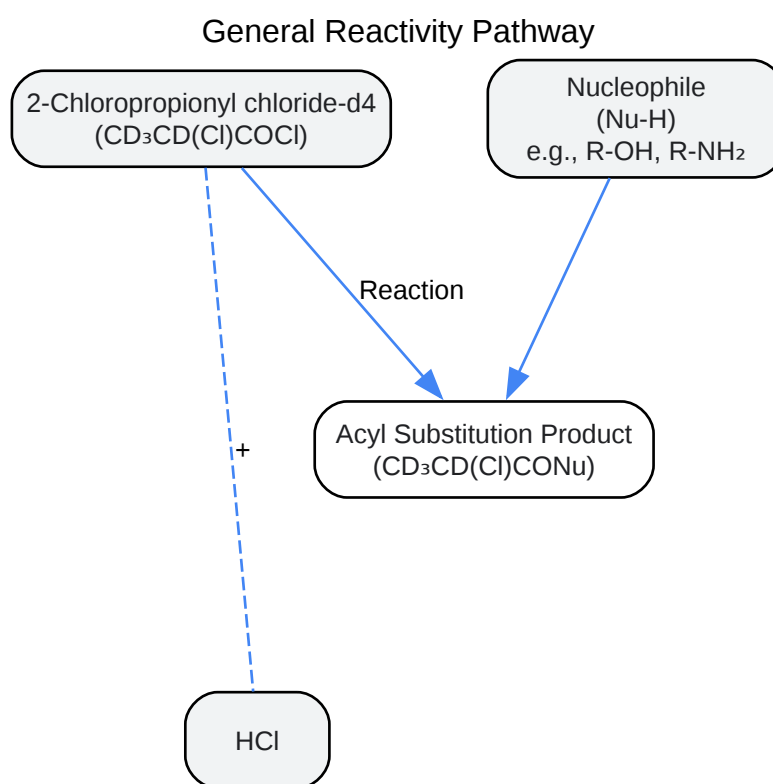 General Reactivity Pathway
2-Chloropropionyl chloride-d4
(CD₃CD(Cl)COCl)
Nucleophile
(Nu-H)
e.g., R-OH, R-NH₂
Reaction
Acyl Substitution Product
(CD₃CD(Cl)CONu)
+
HCl